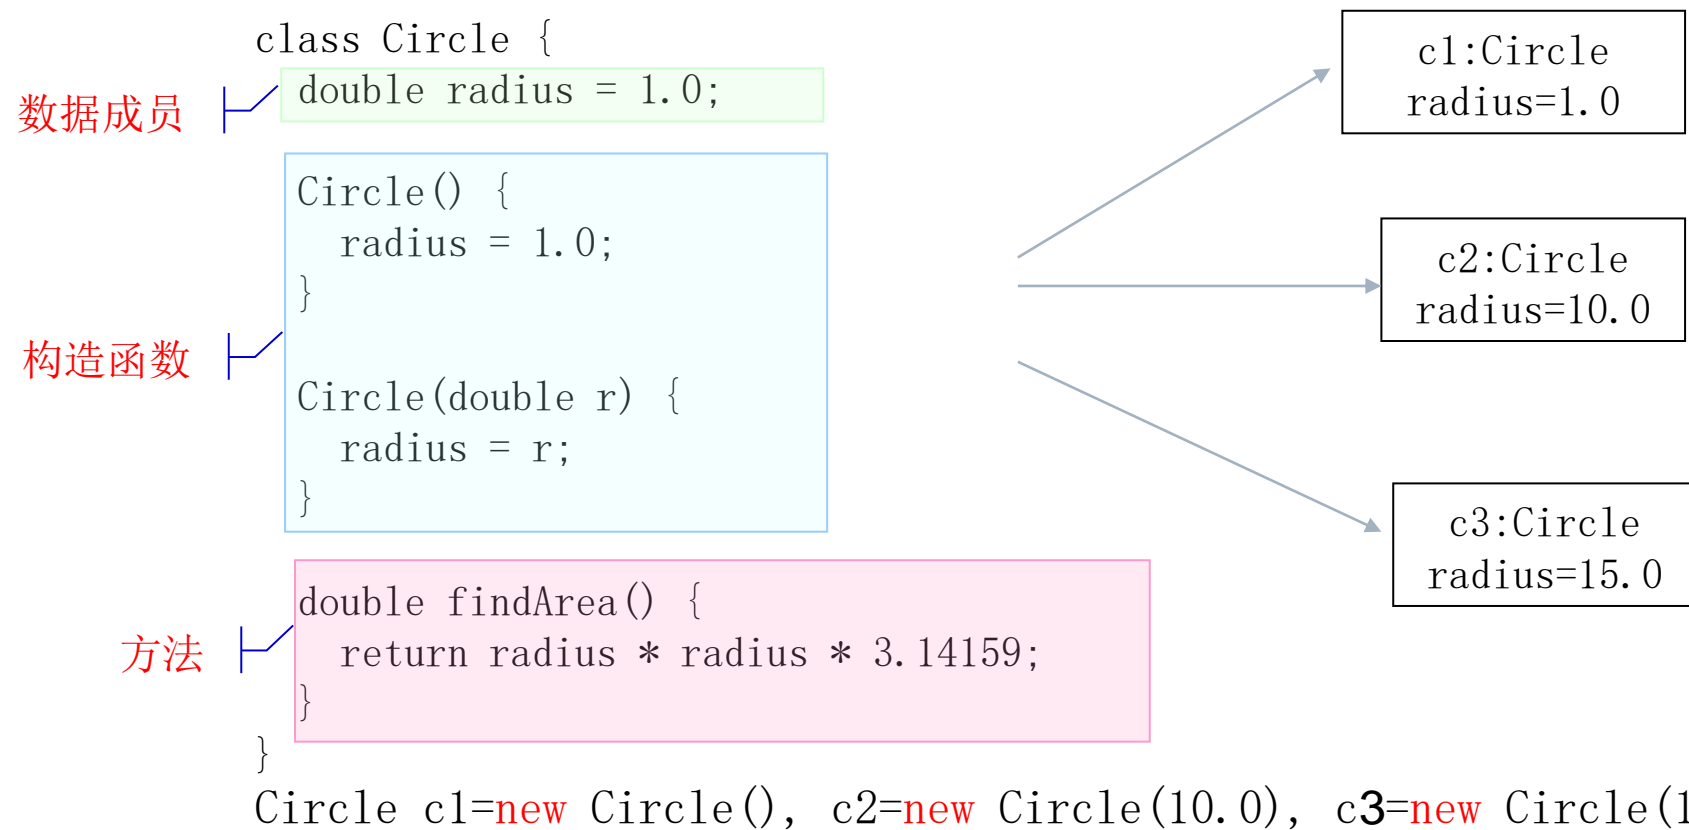 class Circle {
数据成员
double radius = 1.0;
构造函数
Circle() {
radius = 1.0;
}
Circle(double r) {
radius = r;
}
方法
double findArea() {
return radius * radius * 3.14159;
}
}
Circle c1=new Circle(), c2=new Circle(10.0), c3=new Circle(1
c1:Circle
radius=1.0
c2:Circle
radius=10.0
c3:Circle
radius=15.0